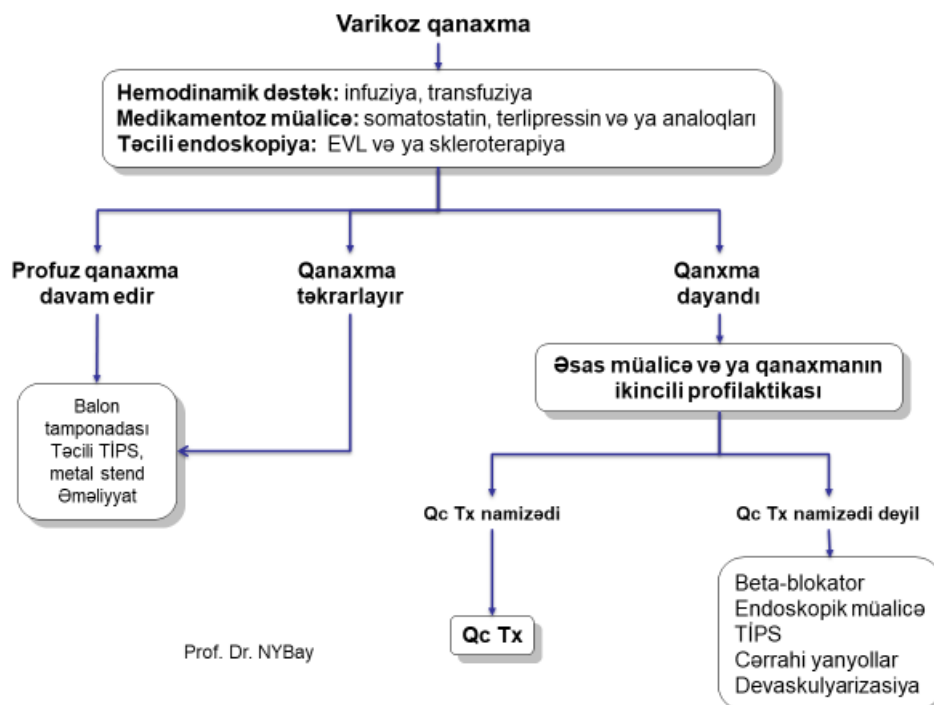 Varikoz qanaxma
Hemodinamik dəstək: infuziya, transfuziya
Medikamentoz müalicə: somatostatin, terlipressin və ya analoqları
Təcili endoskopiya: EVL və ya skleroterapiya
Profuz qanaxma
davam edir
Qanaxma
təkrarlayır
Qanxma
dayandı
Əsas müalicə və ya qanaxmanın
ikincili profilaktikası
Balon
tamponadası
Təcili TİPS,
metal stend
Əməliyyat
Qc Tx namizədi
Qc Tx namizədi deyil
Qc Tx
Beta-blokator
Endoskopik müalicə
TİPS
Cərrahi yanyollar
Devaskulyarizasiya
Prof. Dr. NYBay